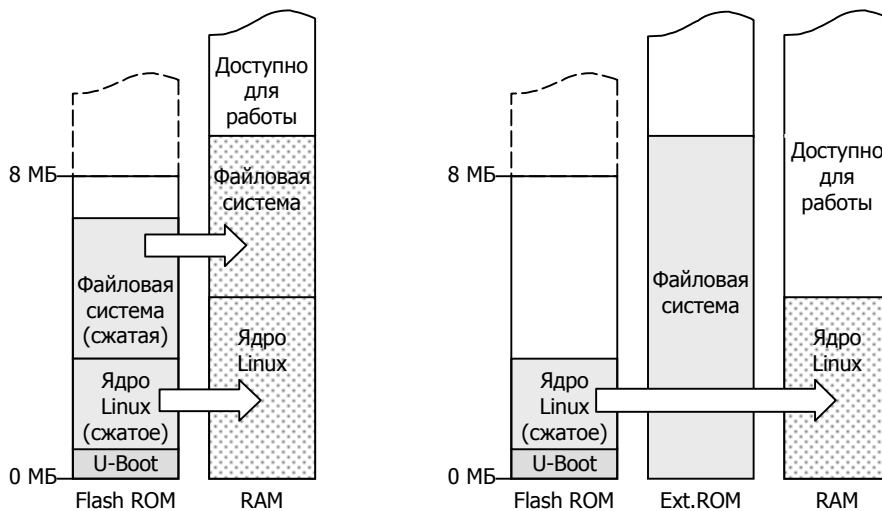 Доступно
для
работы
8 МБ
Файловая
система
Файловая
система
(сжатая)
Ядро
Linux
Ядро
Linux
(сжатое)
U-Boot
0 МБ
Flash ROM
RAM
8 МБ
Доступно
для
работы
Файловая
система
Ядро
Linux
Ядро
Linux
(сжатое)
U-Boot
0 МБ
Flash ROM
Ext.ROM
RAM